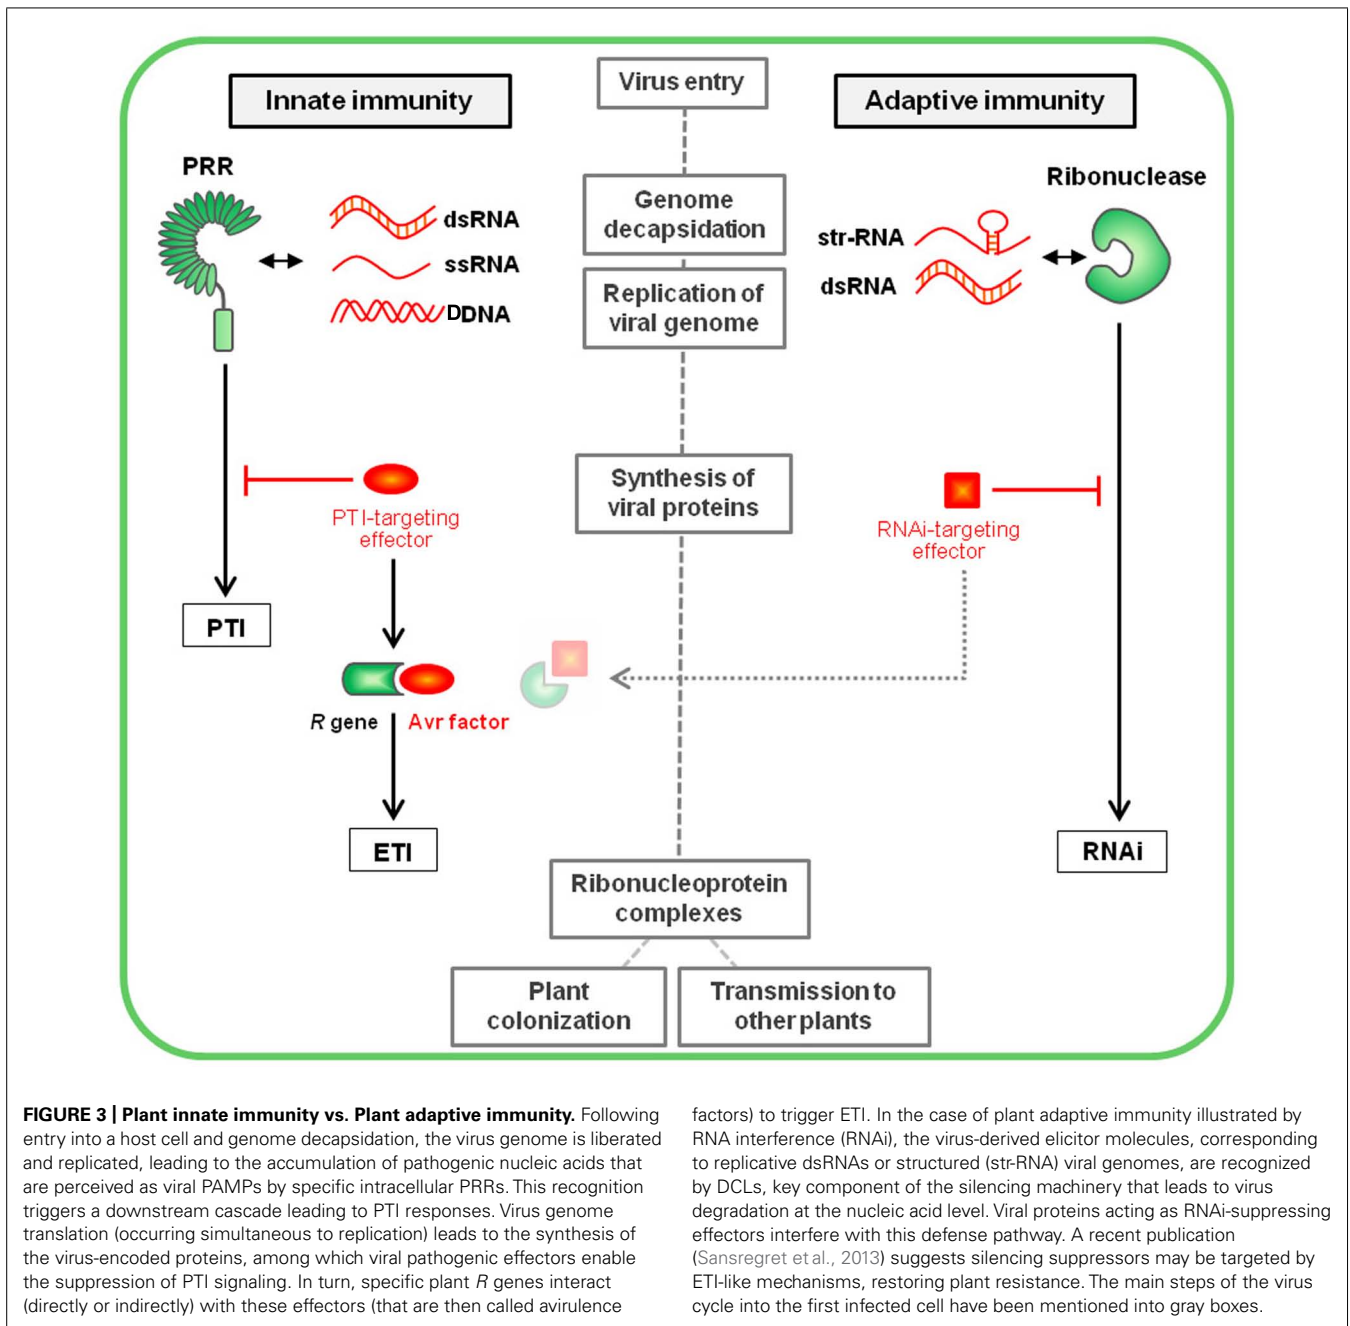 Innate immunity
Virus entry
Adaptive immunity
PRR
dsRNA
ssRNA
DDNA
Genome
decapsidation
Replication of
viral genome
Ribonuclease
str-RNA
dsRNA
Synthesis of
viral proteins
PTI-targeting
effector
RNAi-targeting
effector
PTI
R gene
Avr factor
ETI
RNAi
Ribonucleoprotein
complexes
Plant
colonization
Transmission to
other plants
FIGURE 3 | Plant innate immunity vs. Plant adaptive immunity. Following
entry into a host cell and genome decapsidation, the virus genome is liberated
and replicated, leading to the accumulation of pathogenic nucleic acids that
are perceived as viral PAMPs by specific intracellular PRRs. This recognition
triggers a downstream cascade leading to PTI responses. Virus genome
translation (occurring simultaneous to replication) leads to the synthesis of
the virus-encoded proteins, among which viral pathogenic effectors enable
the suppression of PTI signaling. In turn, specific plant R genes interact
(directly or indirectly) with these effectors (that are then called avirulence
factors) to trigger ETI. In the case of plant adaptive immunity illustrated by
RNA interference (RNAi), the virus-derived elicitor molecules, corresponding
to replicative dsRNAs or structured (str-RNA) viral genomes, are recognized
by DCLs, key component of the silencing machinery that leads to virus
degradation at the nucleic acid level. Viral proteins acting as RNAi-suppressing
effectors interfere with this defense pathway. A recent publication
(Sansregret et al., 2013) suggests silencing suppressors may be targeted by
ETI-like mechanisms, restoring plant resistance. The main steps of the virus
cycle into the first infected cell have been mentioned into gray boxes.